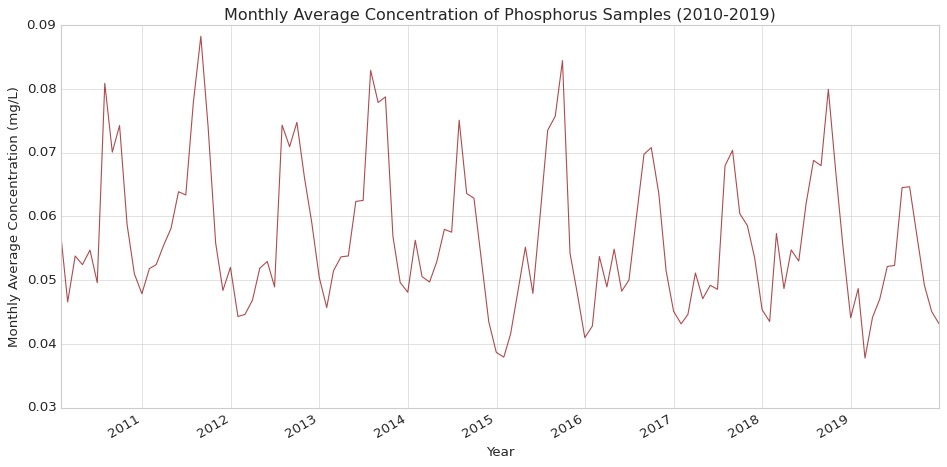 Monthly Average Concentration of Phosphorus Samples (2010-2019)
0.09
0.08
0.07
0.06
0.05
0.04
0.03
Monthly Average Concentration (mg/L)
2011 2012 2013 2014 2015 2016 2017 2018 2019
Year